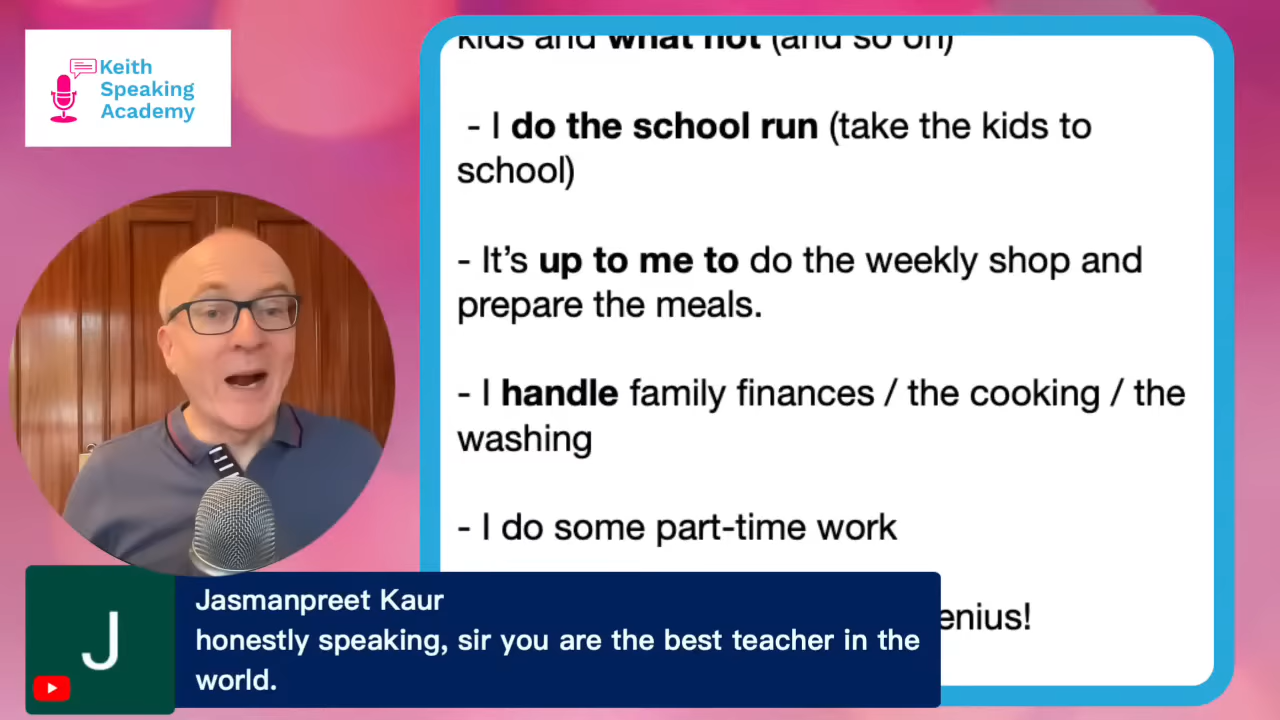 Keith
Speaking
Academy
kids and what not (and so on)
- I do the school run (take the kids to
school)
- It’s up to me to do the weekly shop and
prepare the meals.
- I handle family finances / the cooking / the
washing
- I do some part-time work
enius!
J
Jasmanpreet Kaur
honestly speaking, sir you are the best teacher in the
world.